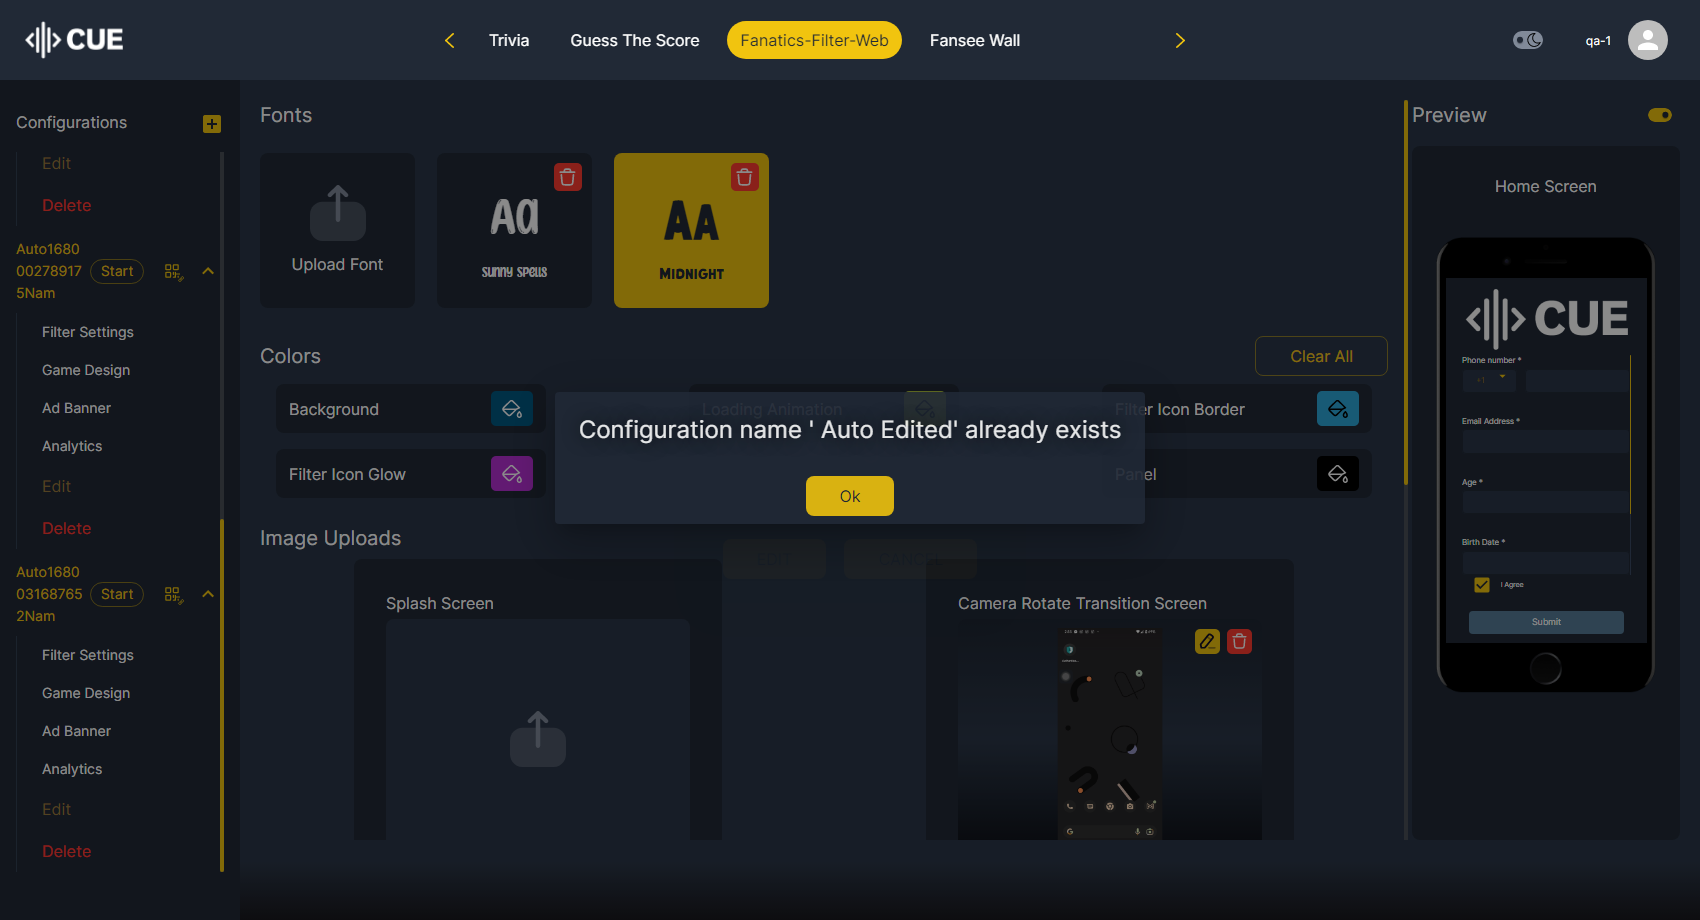 CUE
Trivia
Guess The Score
Fanatics-Filter-Web
Fansee Wall
qa-1
Configurations
Edit
Delete
Auto1680
00278917
5Nam
Start
Filter Settings
Game Design
Ad Banner
Analytics
Edit
Delete
Auto1680
03168765
2Nam
Start
Filter Settings
Game Design
Ad Banner
Analytics
Edit
Delete
Fonts
Upload Font
Aa
Sunny Spells
Aa
Midnight
Colors
Clear All
Background
Loading Animation
Filter Icon Border
Filter Icon Glow
Panel
Configuration name ' Auto Edited' already exists
Ok
Image Uploads
Splash Screen
Camera Rotate Transition Screen
Preview
Home Screen
CUE
Phone number *
+1
Email Address *
Age *
Birth Date *
I Agree
Submit